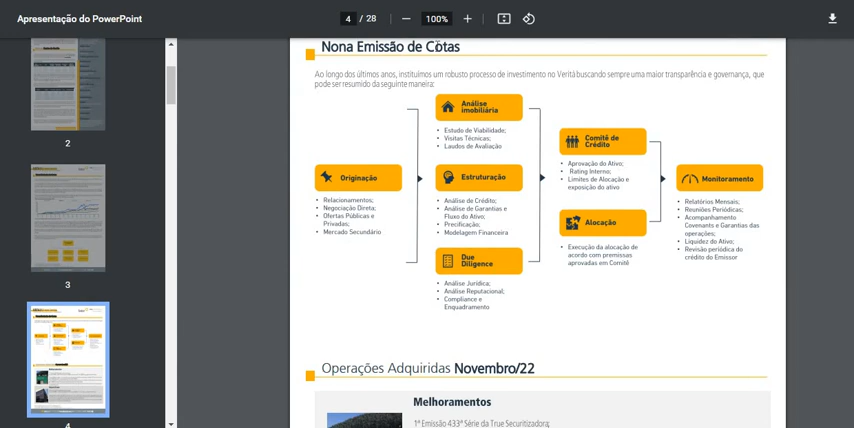 Apresentação do PowerPoint
4 / 28
100%
2
3
4
Nona Emissão de Cotas
Ao longo dos últimos anos, instituímos um robusto processo de investimento no Veritá buscando sempre uma maior transparência e governança, que
pode ser resumido da seguinte maneira:
Originação
• Relacionamentos;
• Negociação Direta;
• Ofertas Públicas e
Privadas;
• Mercado Secundário
Análise
imobiliária
• Estudo de Viabilidade;
• Visitas Técnicas;
• Laudos de Avaliação
Estruturação
• Análise de Crédito;
• Análise de Garantias e
Fluxo do Ativo;
• Precificação;
• Modelagem Financeira
Due
Diligence
• Análise Jurídica;
• Análise Reputacional;
• Compliance e
Enquadramento
Comitê de
Crédito
• Aprovação do Ativo;
• Rating Interno;
• Limites de Alocação e
exposição do ativo
Alocação
• Execução da alocação de
acordo com premissas
aprovadas em Comitê
Monitoramento
• Relatórios Mensais;
• Reuniões Periódicas;
• Acompanhamento
Covenants e Garantias das
operações;
• Liquidez do Ativo;
• Revisão periódica do
crédito do Emissor
Operações Adquiridas Novembro/22
Melhoramentos
1ª Emissão 433ª Série da True Securitizadora;